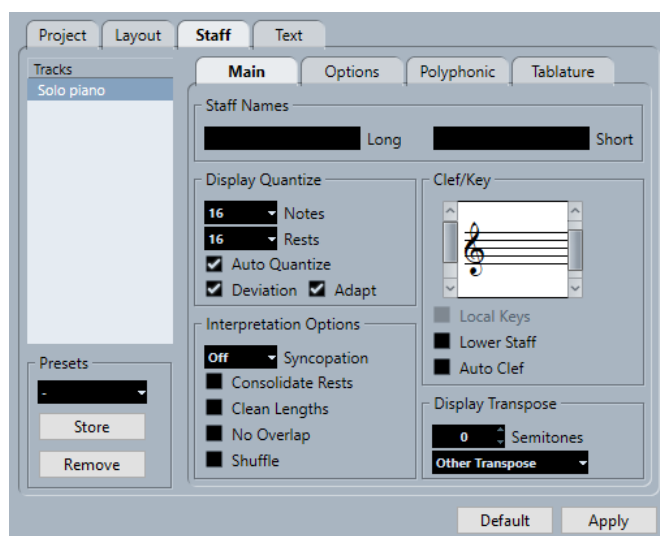 Project Layout Staff Text
Tracks
Solo piano
Main Options Polyphonic Tablature
Staff Names
Long Short
Display Quantize
16 Notes
16 Rests
Auto Quantize
Deviation Adapt
Clef/Key
Local Keys
Lower Staff
Auto Clef
Interpretation Options
Off Syncopation
Consolidate Rests
Clean Lengths
No Overlap
Shuffle
Display Transpose
0 Semitones
Other Transpose
Presets
-
Store
Remove
Default Apply